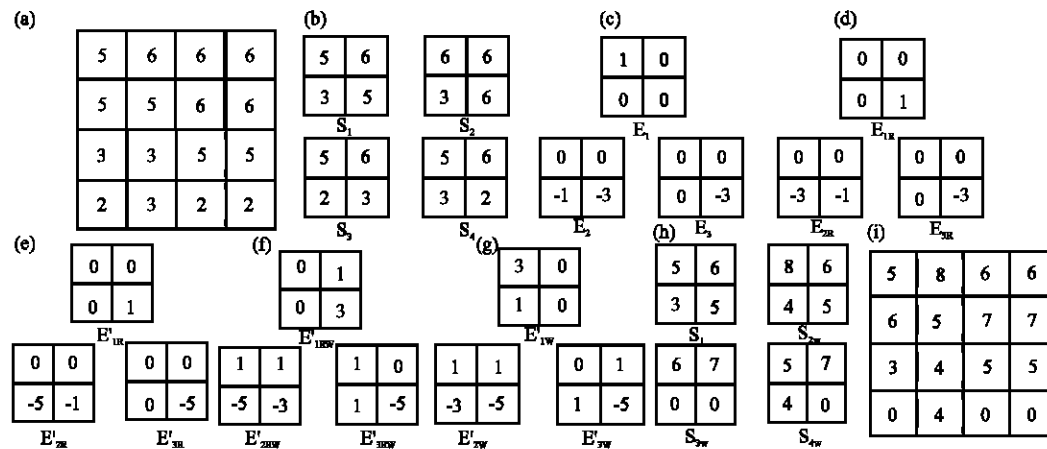 (a)
5 6 6 6
5 5 6 6
3 3 5 5
2 3 2 2
(b)
5 6
3 5
S₁
6 6
3 6
S₂
5 6
2 3
S₃
5 6
3 2
S₄
(c)
1 0
0 0
E₁
0 0
-1 -3
E₂
0 0
0 -3
E₃
(d)
0 0
0 1
E₁R
0 0
-3 -1
E₂R
0 0
0 -3
E₃R
(e)
0 0
0 1
E'₁R
0 0
-5 -1
E'₂R
0 0
0 -5
E'₃R
(f)
0 1
0 3
E'₁RW
1 1
-5 -3
E'₂RW
1 0
1 -5
E'₃RW
(g)
3 0
1 0
E'₁W
1 1
-3 -5
E'₂W
0 1
1 -5
E'₃W
(h)
5 6
3 5
S₁
8 6
4 5
S₂w
6 7
0 0
S₃w
5 7
4 0
S₄w
(i)
5 8 6 6
6 5 7 7
3 4 5 5
0 4 0 0